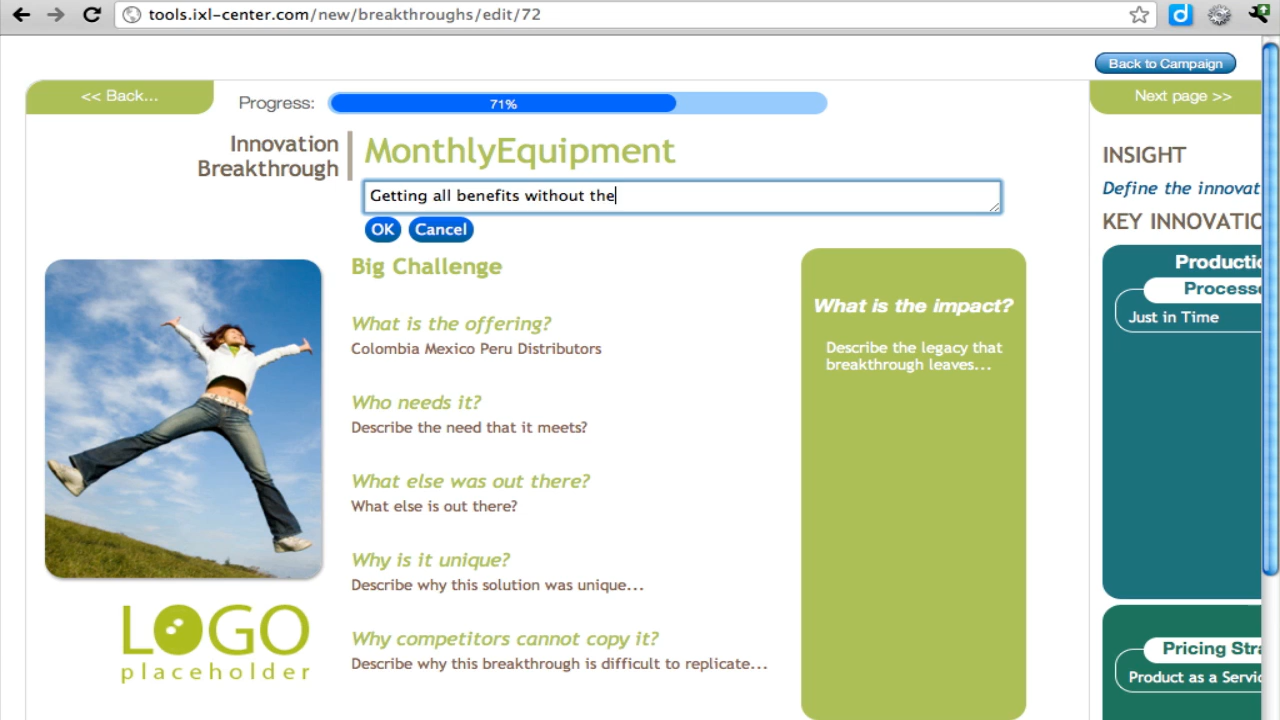 tools.ixl-center.com/new/breakthroughs/edit/72
Back to Campaign
<< Back...
Progress:
71%
Next page >>
Innovation
Breakthrough
MonthlyEquipment
Getting all benefits without the
OK
Cancel
Big Challenge
What is the offering?
Colombia Mexico Peru Distributors
Who needs it?
Describe the need that it meets?
What else was out there?
What else is out there?
Why is it unique?
Describe why this solution was unique...
Why competitors cannot copy it?
Describe why this breakthrough is difficult to replicate...
LOGO
placeholder
What is the impact?
Describe the legacy that
breakthrough leaves...
INSIGHT
Define the innovat
KEY INNOVATIO
Productio
Processe
Just in Time
Pricing Stra
Product as a Servic